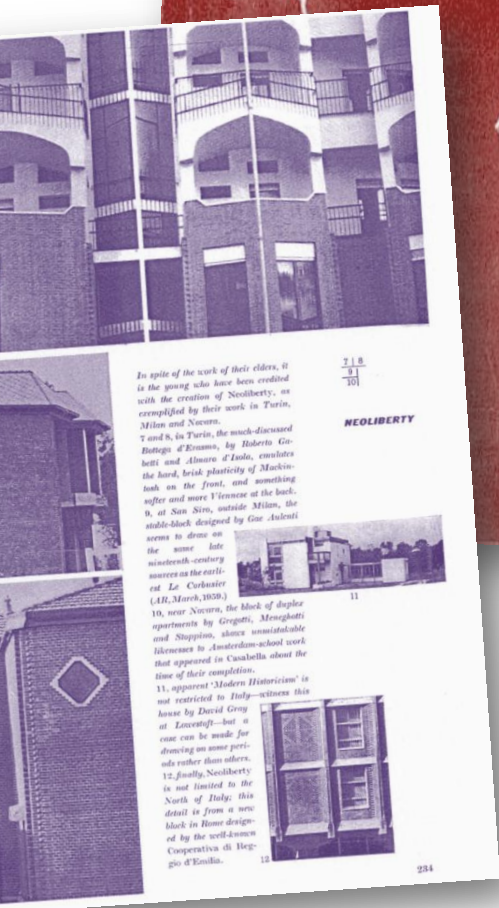 In spite of the work of their elders, it
is the young who have been credited
with the creation of Neoliberty, as
exemplified by their work in Turin,
Milan and Novara.
7 and 8, in Turin, the much-discussed
Bottega d'Erasmo, by Roberto Ga-
betti and Almaro d'Isola, emulates
the hard, brisk plasticity of Mackin-
tosh on the front, and something
softer and more Viennese at the back.
9, at San Siro, outside Milan, the
stable-block designed by Gae Aulenti
seems to draw on
the same late
nineteenth-century
sources as the earli-
est Le Corbusier
(AR, March, 1959.)
10, near Novara, the block of duplex
apartments by Gregotti, Meneghotti
and Stoppino, shows unmistakable
likenesses to Amsterdam-school work
that appeared in Casabella about the
time of their completion.
11, apparent 'Modern Historicism' is
not restricted to Italy—witness this
house by David Gray
at Lowestoft—but a
case can be made for
drawing on some peri-
ods rather than others.
12, finally, Neoliberty
is not limited to the
North of Italy; this
detail is from a new
block in Rome design-
ed by the well-known
Cooperativa di Reg-
gio d'Emilia.
7 | 8
9
10
NEOLIBERTY
11
12
234